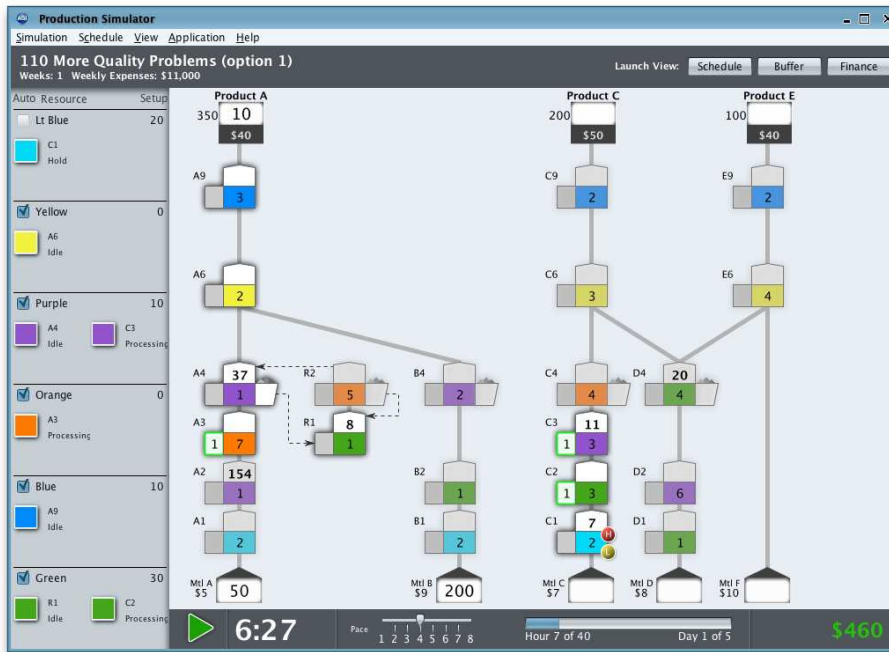 Production Simulator
Simulation Schedule View Application Help
110 More Quality Problems (option 1)
Weeks: 1 Weekly Expenses: $11,000
Launch View: Schedule Buffer Finance
Auto Resource Setup
Lt Blue 20
C1
Hold
Yellow 0
A6
Idle
Purple 10
A4
Idle
C3
Processing
Orange 0
A3
Processing
Blue 10
A9
Idle
Green 30
R1
Idle
C2
Processing
Product A Product C Product E
350 10 200 100
$40 $50 $40
A9 C9 E9
3 2 2
A6 C6 E6
2 3 4
A4 37 R2 B4 C4 D4 20
1 5 2 4 4
A3 R1 8 C3 11
1 7 1 1 3
A2 154 B2 C2 D2
1 1 1 3 6
A1 B1 C1 7 D1
2 2 2 H L 1
Mtl A Mtl B Mtl C Mtl D Mtl F
$5 50 $9 200 $7 $8 $10
6:27
Pace
1 2 3 4 5 6 7 8
Hour 7 of 40 Day 1 of 5
$460